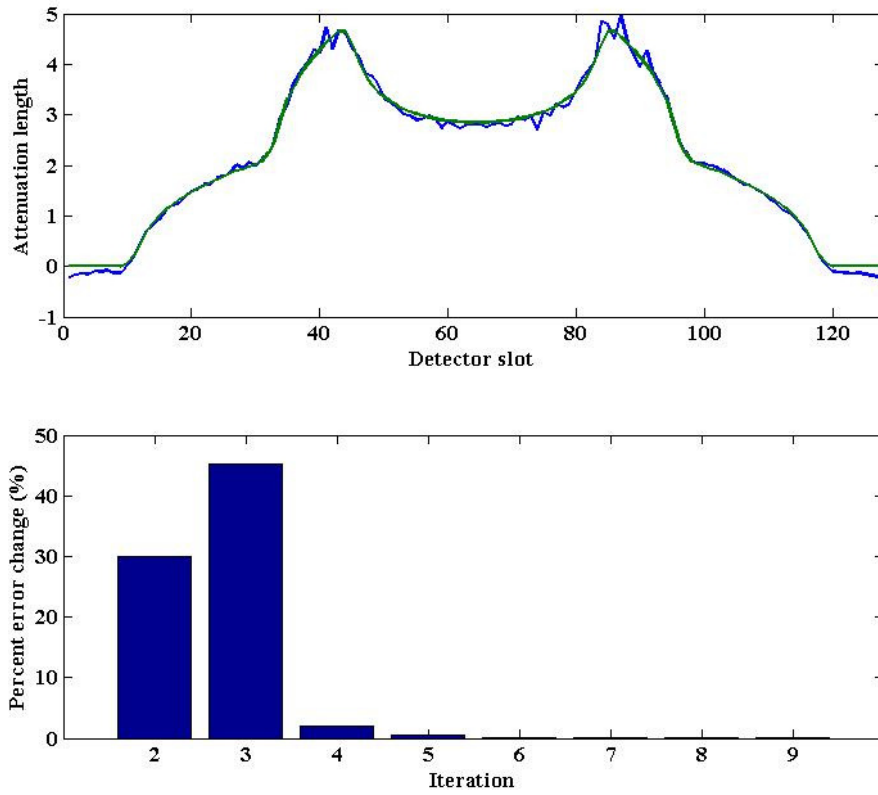 5
4
3
2
1
0
-1
0 20 40 60 80 100 120
Attenuation length
Detector slot
50
40
30
20
10
0
2 3 4 5 6 7 8 9
Percent error change (%)
Iteration